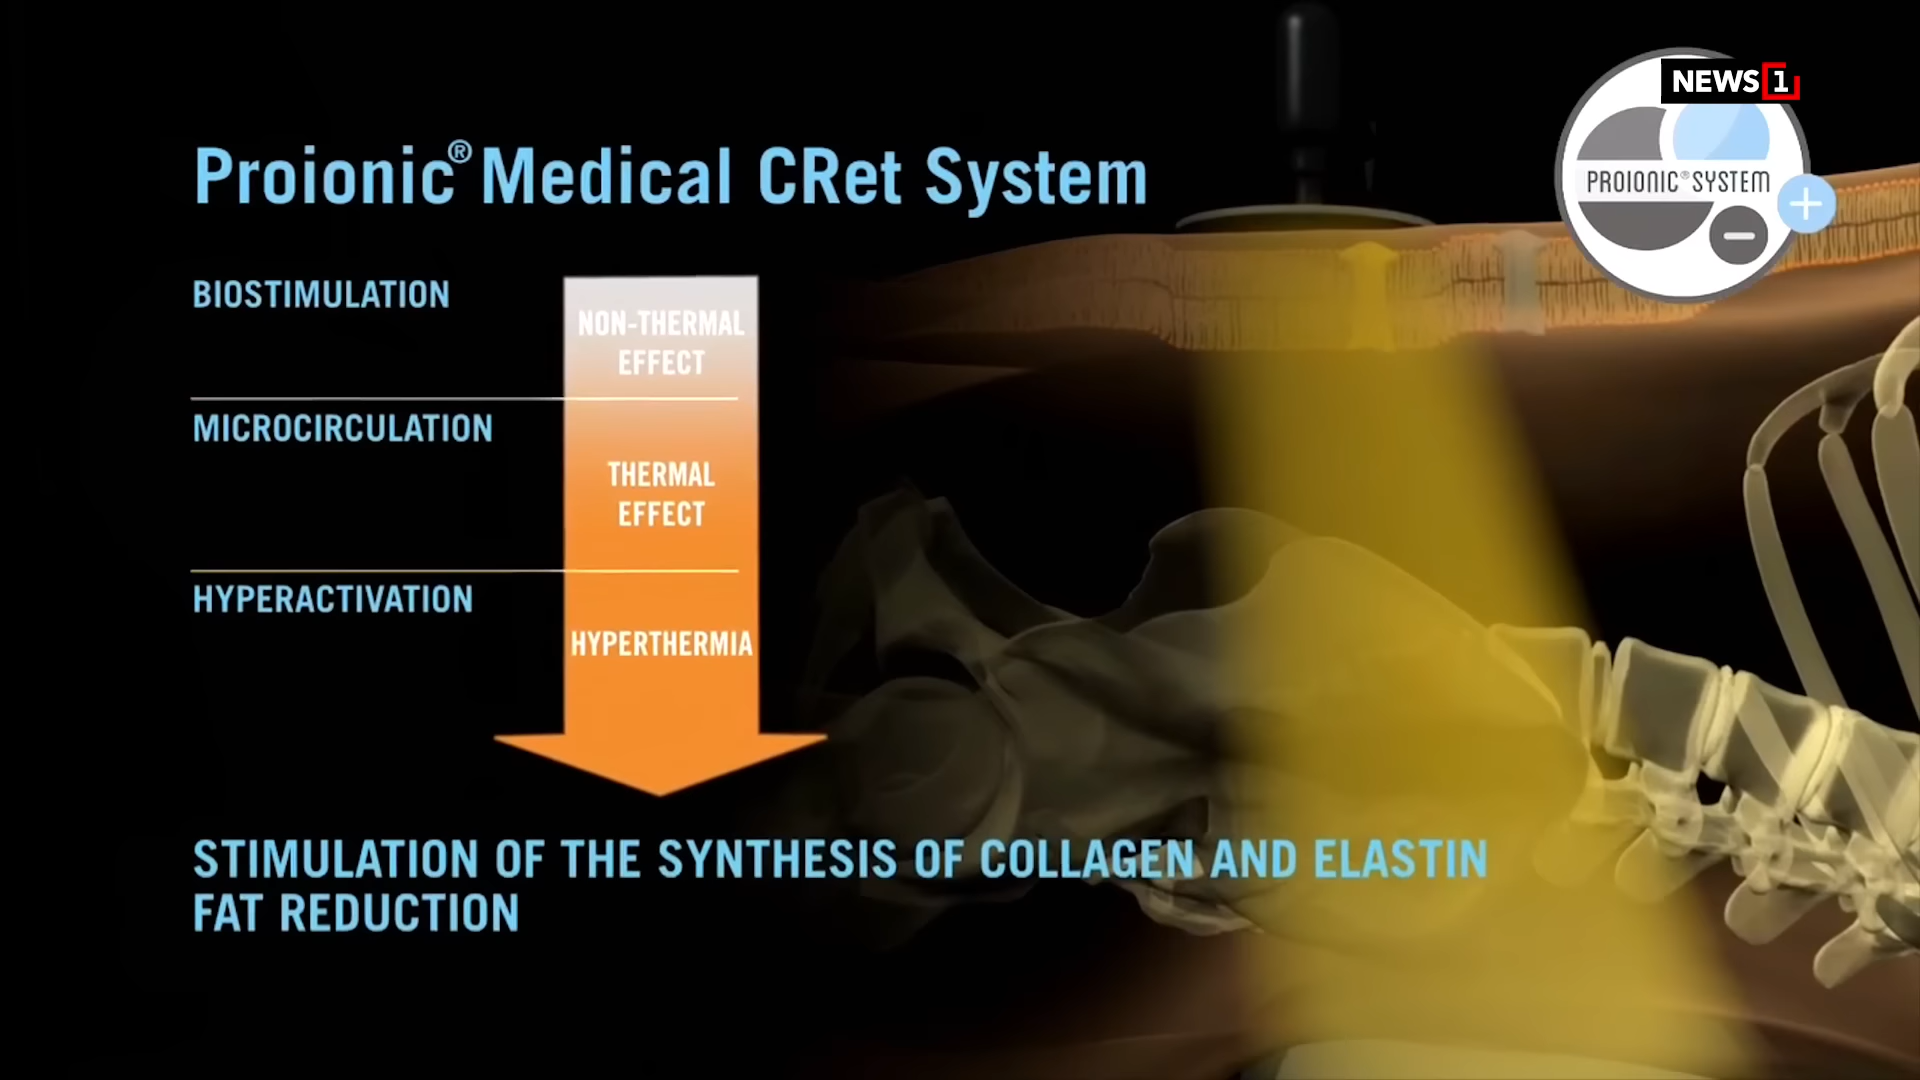 NEWS 1
PROIONIC® SYSTEM
Proionic® Medical CRet System
BIOSTIMULATION
NON-THERMAL
EFFECT
MICROCIRCULATION
THERMAL
EFFECT
HYPERACTIVATION
HYPERTHERMIA
STIMULATION OF THE SYNTHESIS OF COLLAGEN AND ELASTIN
FAT REDUCTION